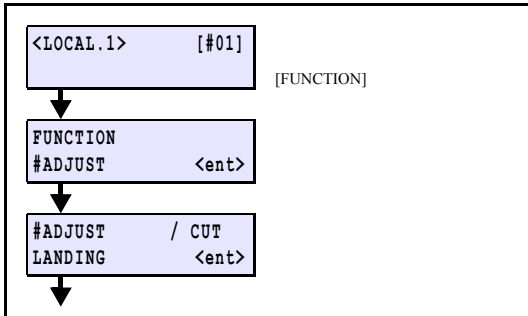 <LOCAL.1> [#01]
[FUNCTION]
FUNCTION
#ADJUST <ent>
#ADJUST / CUT
LANDING <ent>